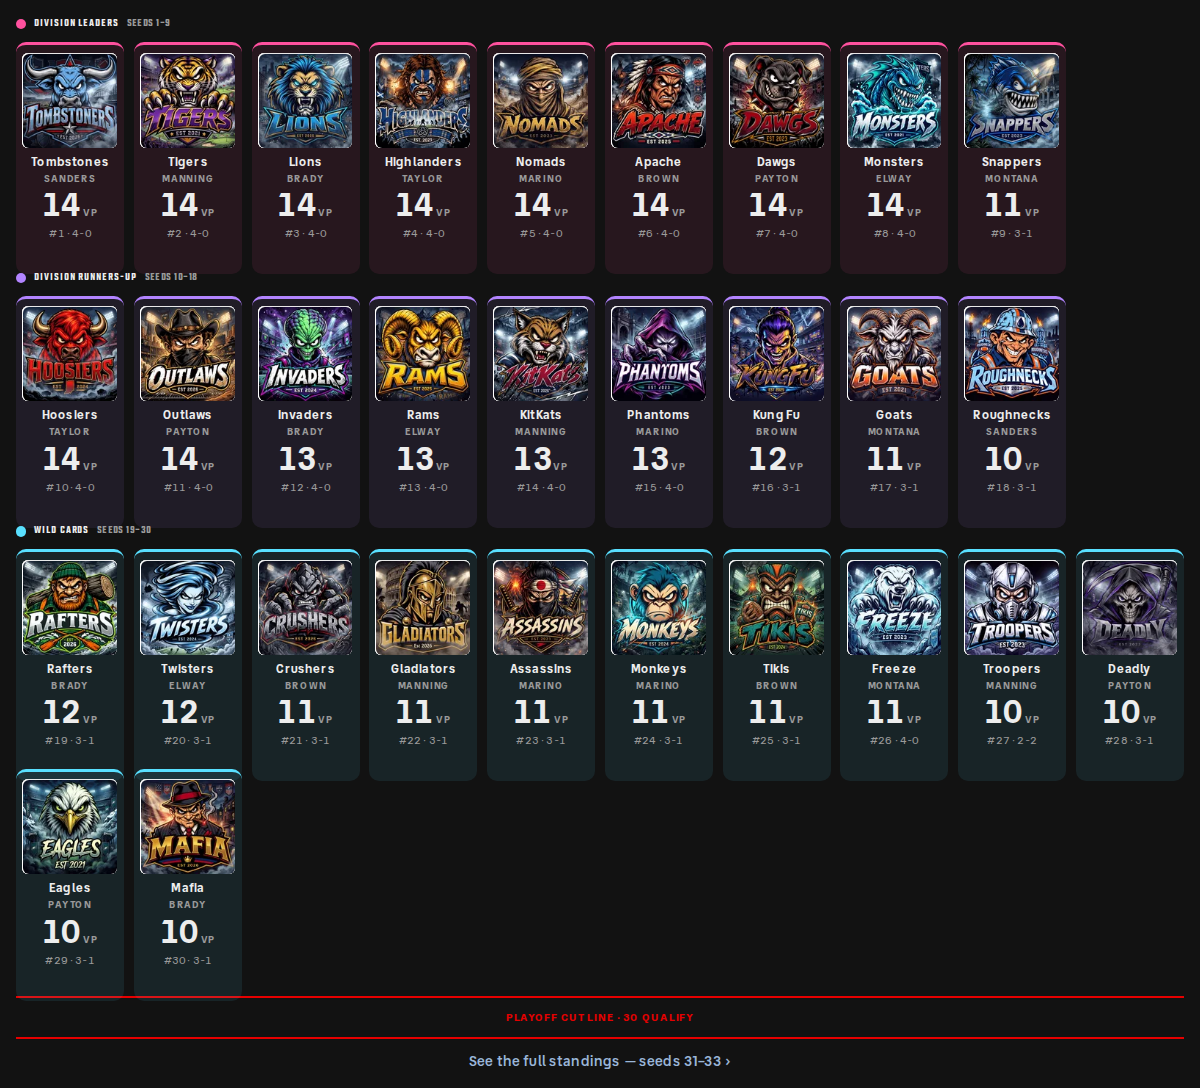 DIVISION LEADERS SEEDS 1–9
TOMBSTONERS TIGERS LIONS HIGHLANDERS NOMADS APACHE DAWGS MONSTERS SNAPPERS
Tombstones Tigers Lions Highlanders Nomads Apache Dawgs Monsters Snappers
SANDERS MANNING BRADY TAYLOR MARINO BROWN PAYTON ELWAY MONTANA
14 VP 14 VP 14 VP 14 VP 14 VP 14 VP 14 VP 14 VP 11 VP
#1 · 4-0 #2 · 4-0 #3 · 4-0 #4 · 4-0 #5 · 4-0 #6 · 4-0 #7 · 4-0 #8 · 4-0 #9 · 3-1
DIVISION RUNNERS-UP SEEDS 10–18
HOOSIERS OUTLAWS INVADERS RAMS KitKats PHANTOMS KUNG FU GOATS ROUGHNECKS
Hoosiers Outlaws Invaders Rams KitKats Phantoms Kung Fu Goats Roughnecks
TAYLOR PAYTON BRADY ELWAY MANNING MARINO BROWN MONTANA SANDERS
14 VP 14 VP 13 VP 13 VP 13 VP 13 VP 12 VP 11 VP 10 VP
#10 · 4-0 #11 · 4-0 #12 · 4-0 #13 · 4-0 #14 · 4-0 #15 · 4-0 #16 · 3-1 #17 · 3-1 #18 · 3-1
WILD CARDS SEEDS 19–30
RAFTERS TWISTERS CRUSHERS GLADIATORS ASSASSINS MONKEYS TIKIS FREEZE TROOPERS DEADLY
Rafters Twisters Crushers Gladiators Assassins Monkeys Tikis Freeze Troopers Deadly
BRADY ELWAY BROWN MANNING MARINO MARINO BROWN MONTANA MANNING PAYTON
12 VP 12 VP 11 VP 11 VP 11 VP 11 VP 11 VP 11 VP 10 VP 10 VP
#19 · 3-1 #20 · 3-1 #21 · 3-1 #22 · 3-1 #23 · 3-1 #24 · 3-1 #25 · 3-1 #26 · 4-0 #27 · 2-2 #28 · 3-1
EAGLES MAFIA
EST 2021
Eagles Mafia
PAYTON BRADY
10 VP 10 VP
#29 · 3-1 #30 · 3-1
PLAYOFF CUT LINE · 30 QUALIFY
See the full standings — seeds 31–33 ›